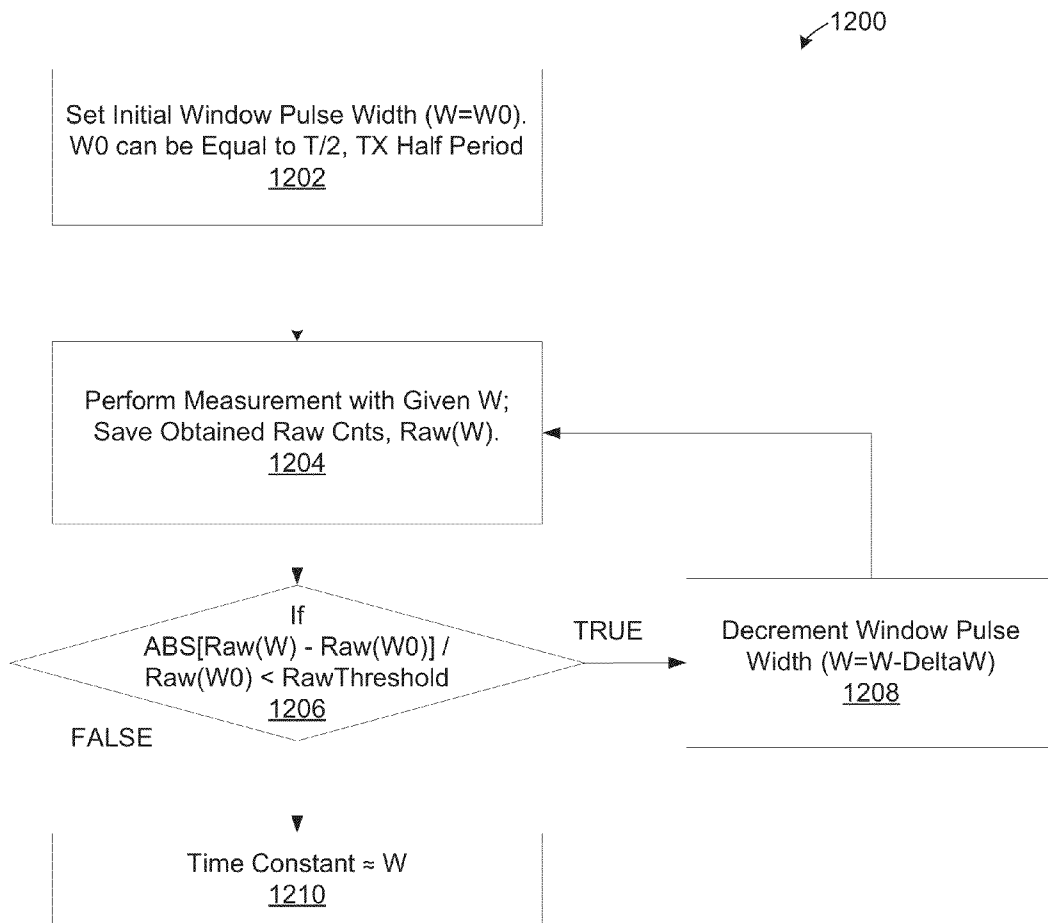 1200
Set Initial Window Pulse Width (W=W0).
W0 can be Equal to T/2, TX Half Period
1202
Perform Measurement with Given W;
Save Obtained Raw Cnts, Raw(W).
1204
If
ABS[Raw(W) - Raw(W0)] /
Raw(W0) < RawThreshold
1206
TRUE
FALSE
Decrement Window Pulse
Width (W=W-DeltaW)
1208
Time Constant ≈ W
1210